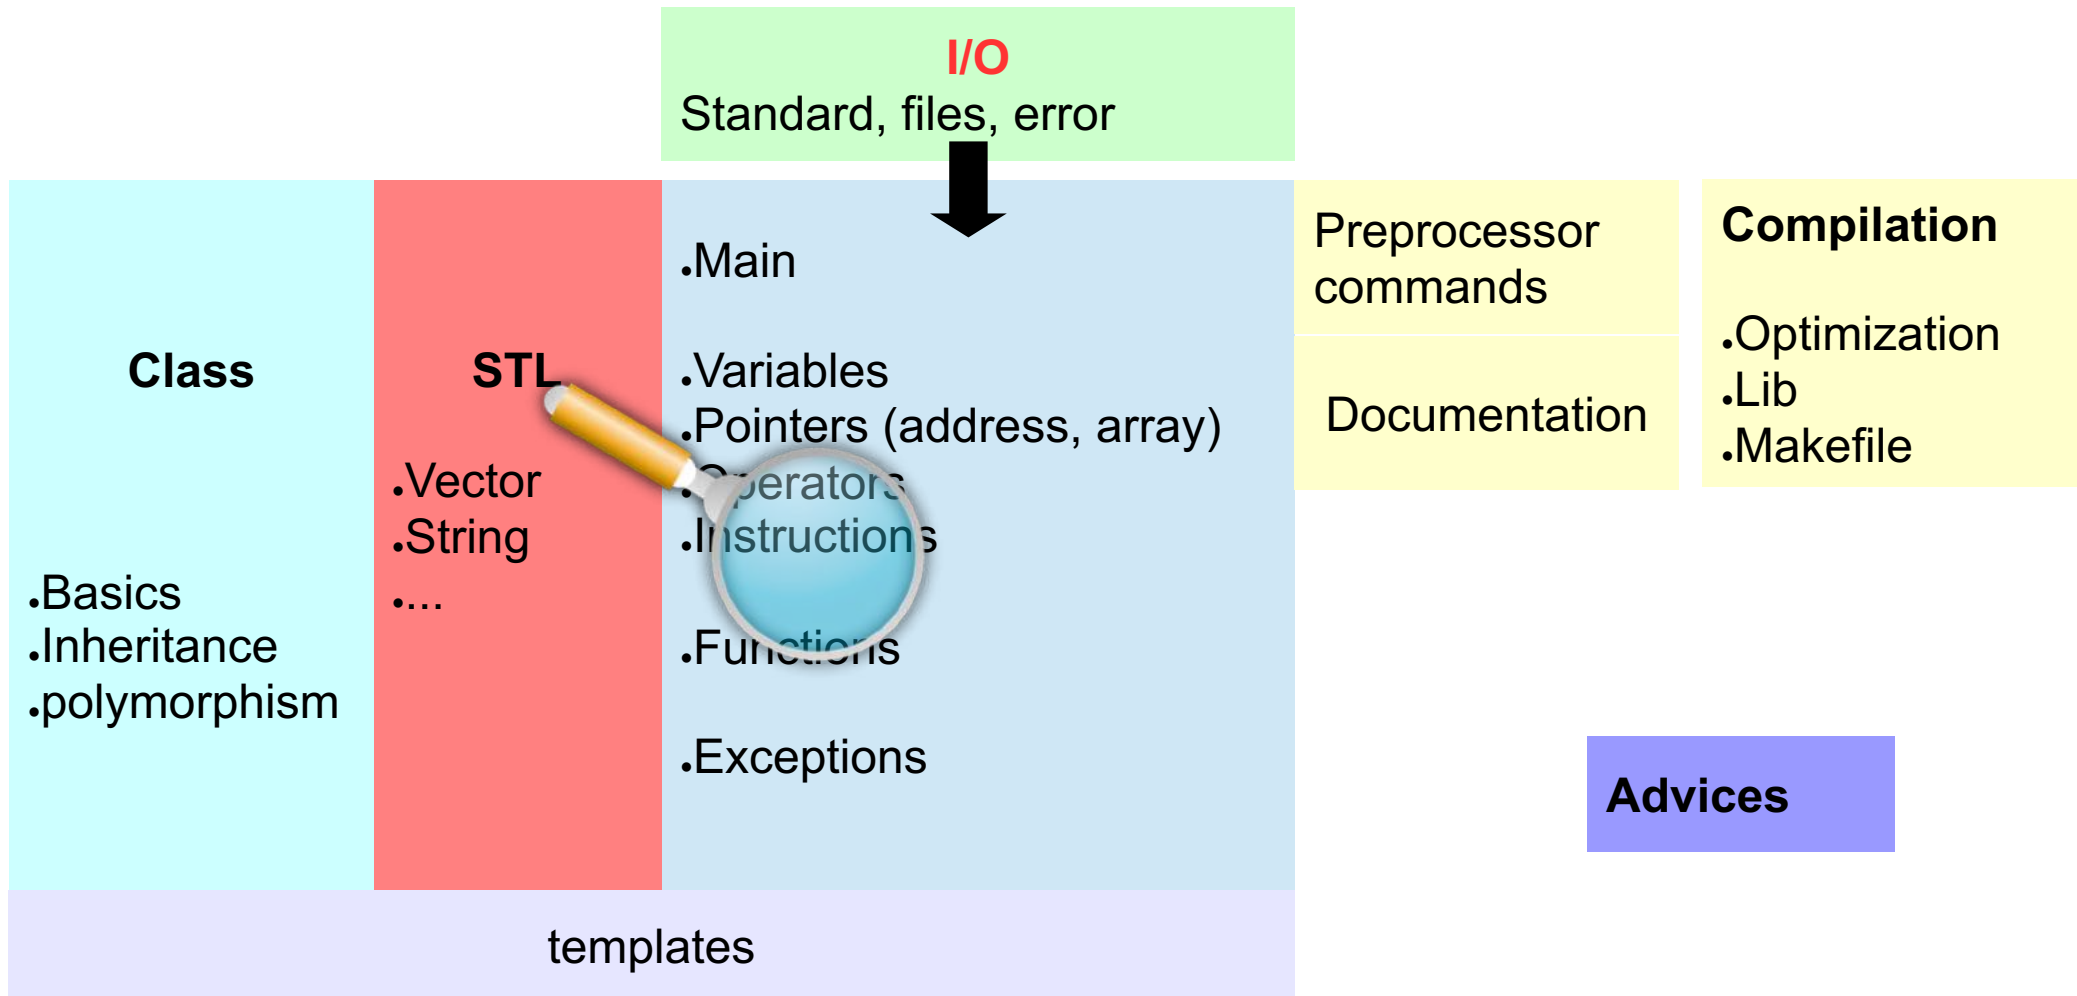 I/O
Standard, files, error
Class
.Basics
.Inheritance
.polymorphism
STL
.Vector
.String
....
.Main
.Variables
.Pointers (address, array)
.Operators
.Instructions
.Functions
.Exceptions
Preprocessor
commands
Documentation
Compilation
.Optimization
.Lib
.Makefile
Advices
templates